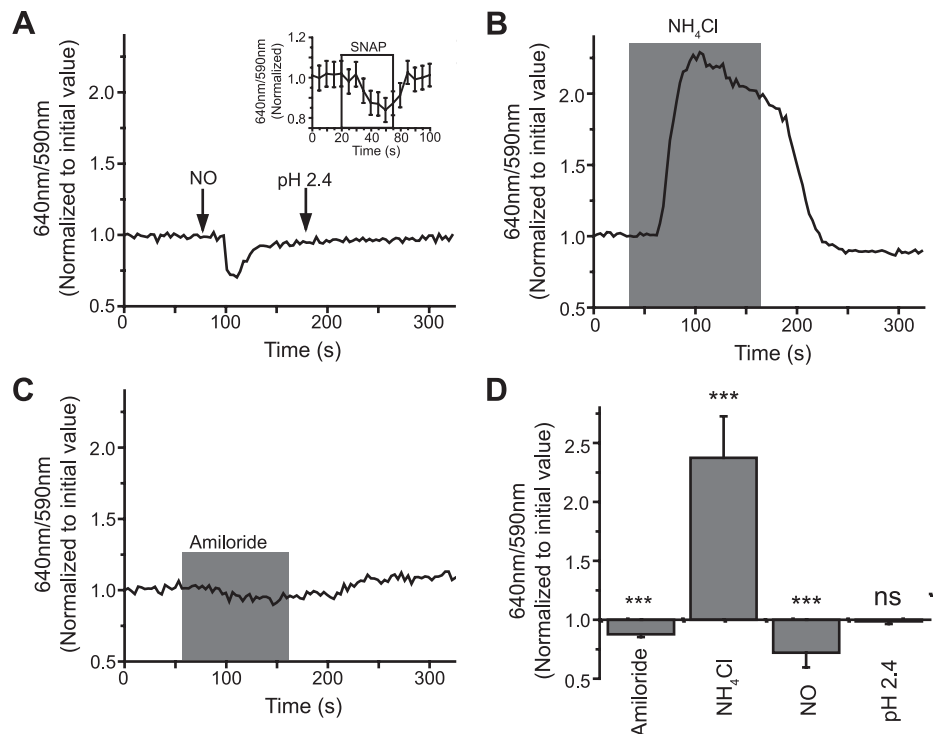 A
640nm/590nm
(Normalized to initial value)
2.0
1.5
1.0
0.5
0
100
200
300
Time (s)
NO
pH 2.4
640nm/590nm
(Normalized)
1.2
1.0
0.8
SNAP
0 20 40 60 80 100
Time (s)
B
NH4Cl
640nm/590nm
(Normalized to initial value)
2.0
1.5
1.0
0.5
0
100
200
300
Time (s)
C
640nm/590nm
(Normalized to initial value)
2.0
1.5
1.0
0.5
Amiloride
0
100
200
300
Time (s)
D
640nm/590nm
(Normalized to initial value)
2.5
2.0
1.5
1.0
0.5
***
***
***
ns
Amiloride
NH4Cl
NO
pH 2.4